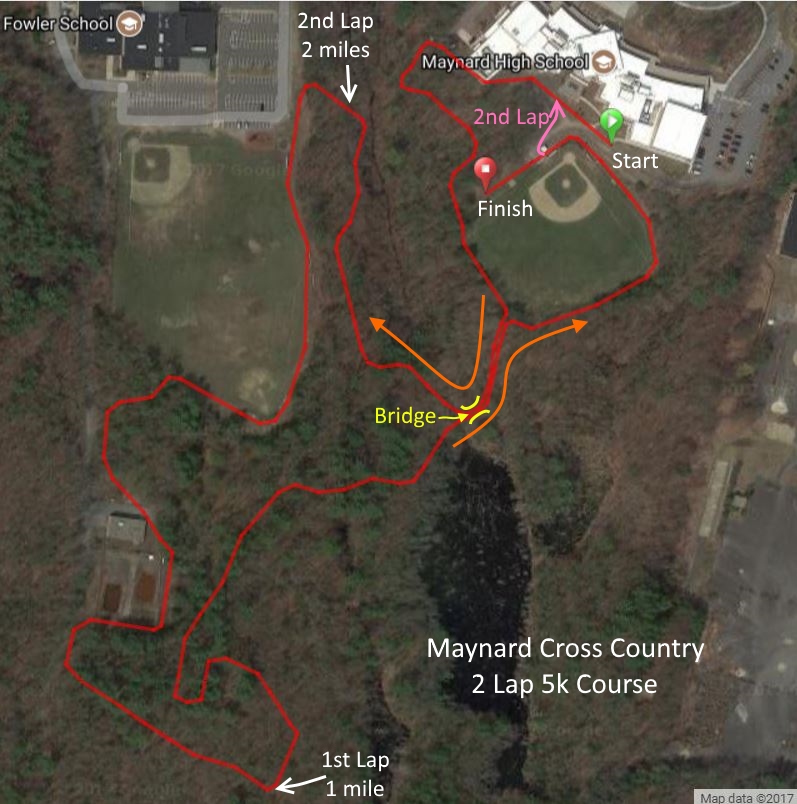 Fowler School
2nd Lap
2 miles
Maynard High School
2nd Lap
Start
Finish
Bridge
Maynard Cross Country
2 Lap 5k Course
1st Lap
1 mile
Map data ©2017